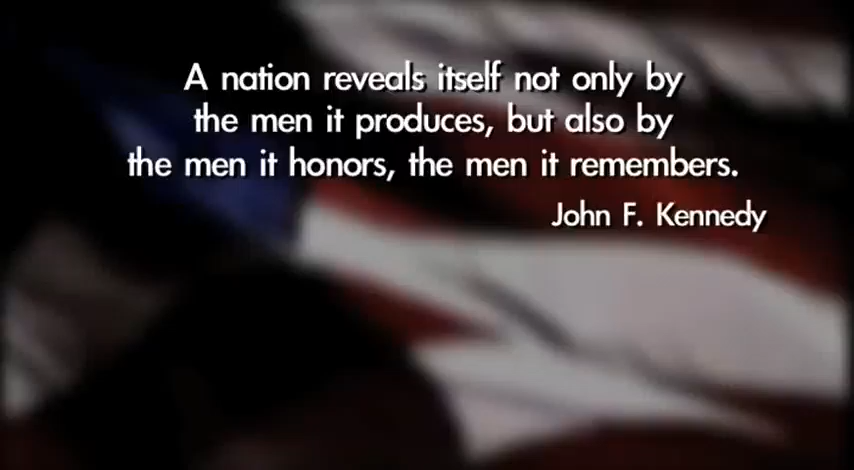 A nation reveals itself not only by
the men it produces, but also by
the men it honors, the men it remembers.
John F. Kennedy